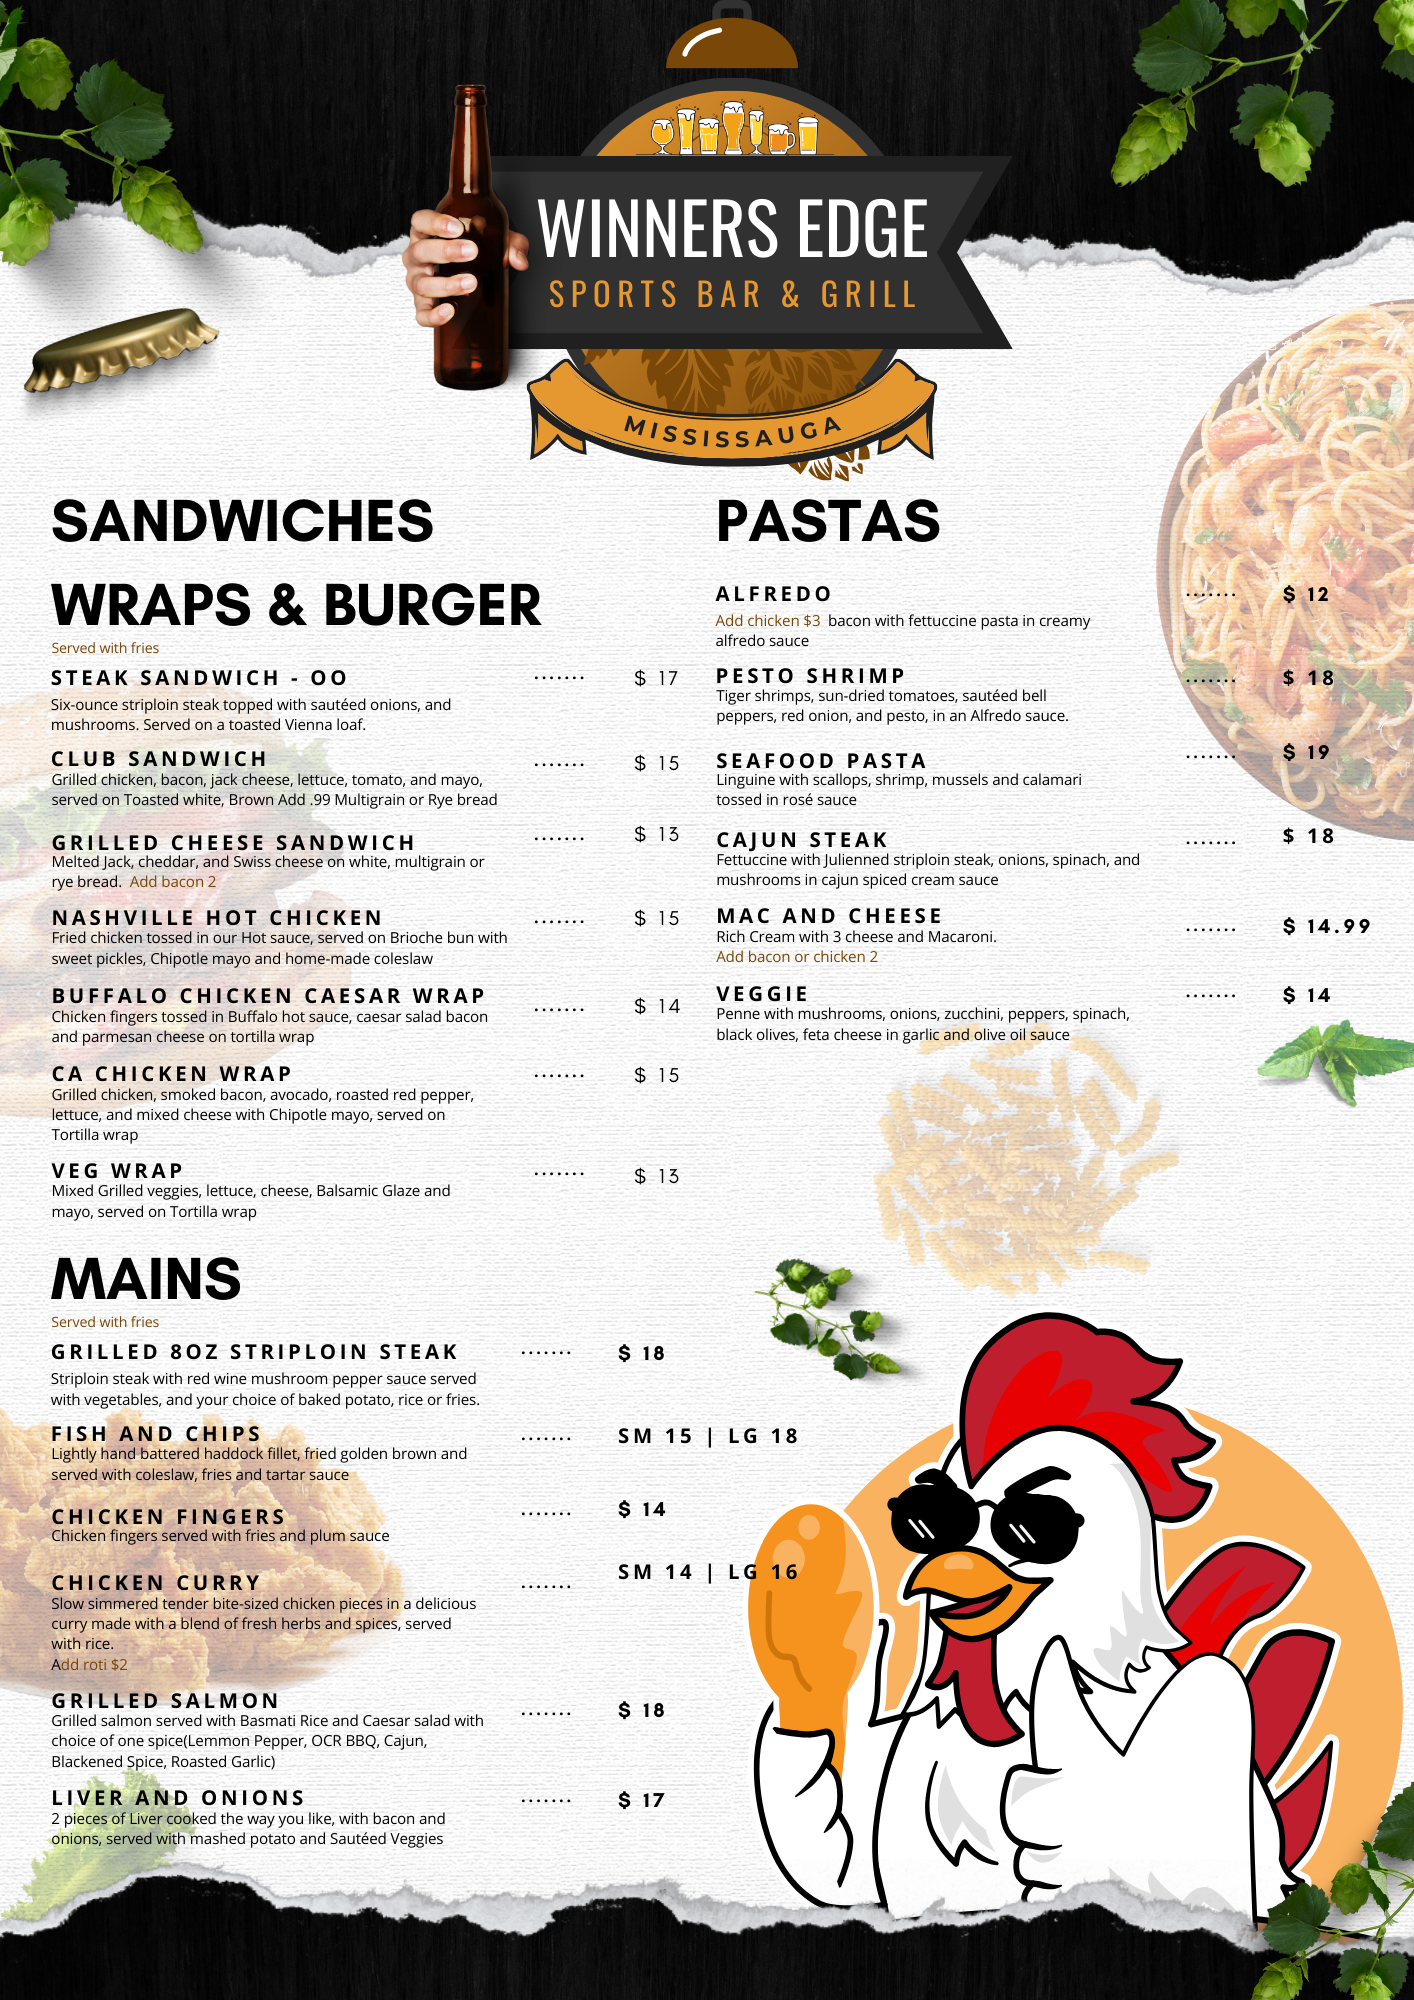 WINNERS EDGE
SPORTS BAR & GRILL
MISSISSAUGA
SANDWICHES
WRAPS & BURGER
Served with fries
STEAK SANDWICH - OO ....... $ 17
Six-ounce striploin steak topped with sautéed onions, and
mushrooms. Served on a toasted Vienna loaf.
CLUB SANDWICH ....... $ 15
Grilled chicken, bacon, jack cheese, lettuce, tomato, and mayo,
served on Toasted white, Brown Add .99 Multigrain or Rye bread
GRILLED CHEESE SANDWICH ....... $ 13
Melted Jack, cheddar, and Swiss cheese on white, multigrain or
rye bread. Add bacon 2
NASHVILLE HOT CHICKEN ....... $ 15
Fried chicken tossed in our Hot sauce, served on Brioche bun with
sweet pickles, Chipotle mayo and home-made coleslaw
BUFFALO CHICKEN CAESAR WRAP ....... $ 14
Chicken fingers tossed in Buffalo hot sauce, caesar salad bacon
and parmesan cheese on tortilla wrap
CA CHICKEN WRAP ....... $ 15
Grilled chicken, smoked bacon, avocado, roasted red pepper,
lettuce, and mixed cheese with Chipotle mayo, served on
Tortilla wrap
VEG WRAP ....... $ 13
Mixed Grilled veggies, lettuce, cheese, Balsamic Glaze and
mayo, served on Tortilla wrap
MAINS
Served with fries
GRILLED 8OZ STRIPLOIN STEAK ....... $ 18
Striploin steak with red wine mushroom pepper sauce served
with vegetables, and your choice of baked potato, rice or fries.
FISH AND CHIPS ....... SM 15 | LG 18
Lightly hand battered haddock fillet, fried golden brown and
served with coleslaw, fries and tartar sauce
CHICKEN FINGERS ....... $ 14
Chicken fingers served with fries and plum sauce
CHICKEN CURRY ....... SM 14 | LG 16
Slow simmered tender bite-sized chicken pieces in a delicious
curry made with a blend of fresh herbs and spices, served
with rice.
Add roti $2
GRILLED SALMON ....... $ 18
Grilled salmon served with Basmati Rice and Caesar salad with
choice of one spice(Lemmon Pepper, OCR BBQ, Cajun,
Blackened Spice, Roasted Garlic)
LIVER AND ONIONS ....... $ 17
2 pieces of Liver cooked the way you like, with bacon and
onions, served with mashed potato and Sautéed Veggies
PASTAS
ALFREDO ....... $ 12
Add chicken $3 bacon with fettuccine pasta in creamy
alfredo sauce
PESTO SHRIMP ....... $ 18
Tiger shrimps, sun-dried tomatoes, sautéed bell
peppers, red onion, and pesto, in an Alfredo sauce.
SEAFOOD PASTA ....... $ 19
Linguine with scallops, shrimp, mussels and calamari
tossed in rosé sauce
CAJUN STEAK ....... $ 18
Fettuccine with Julienned striploin steak, onions, spinach, and
mushrooms in cajun spiced cream sauce
MAC AND CHEESE ....... $ 14.99
Rich Cream with 3 cheese and Macaroni.
Add bacon or chicken 2
VEGGIE ....... $ 14
Penne with mushrooms, onions, zucchini, peppers, spinach,
black olives, feta cheese in garlic and olive oil sauce